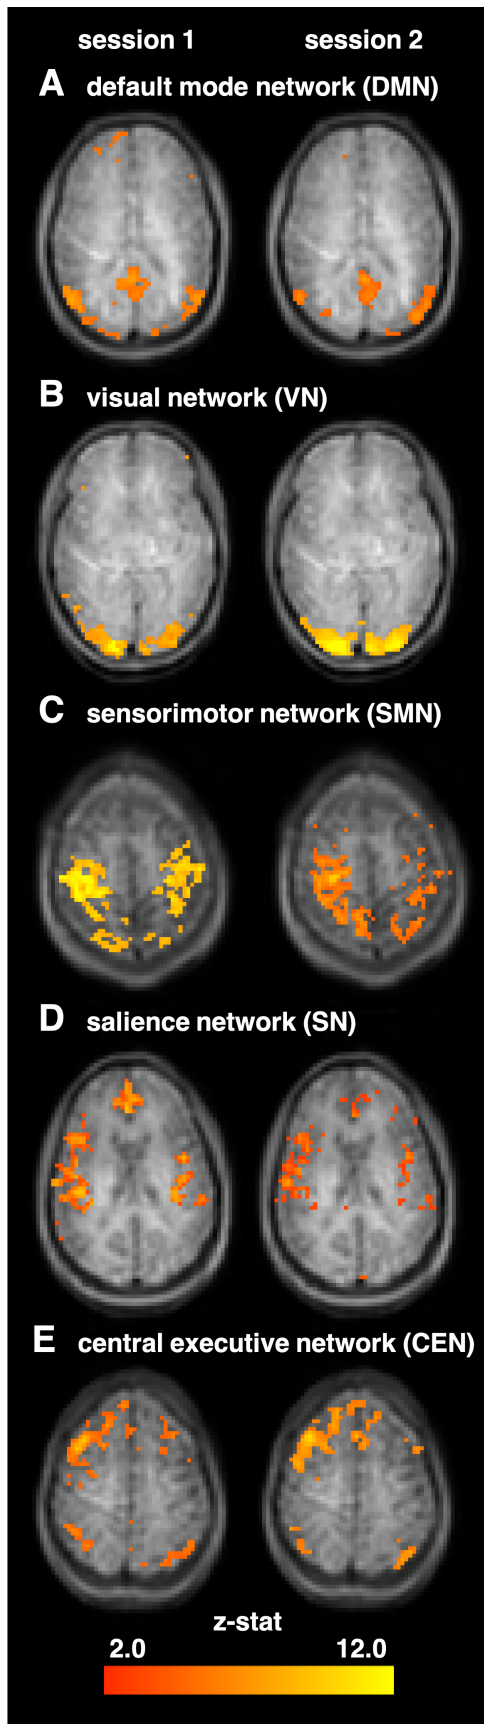 session 1 session 2
A default mode network (DMN)
B visual network (VN)
C sensorimotor network (SMN)
D salience network (SN)
E central executive network (CEN)
z-stat
2.0 12.0